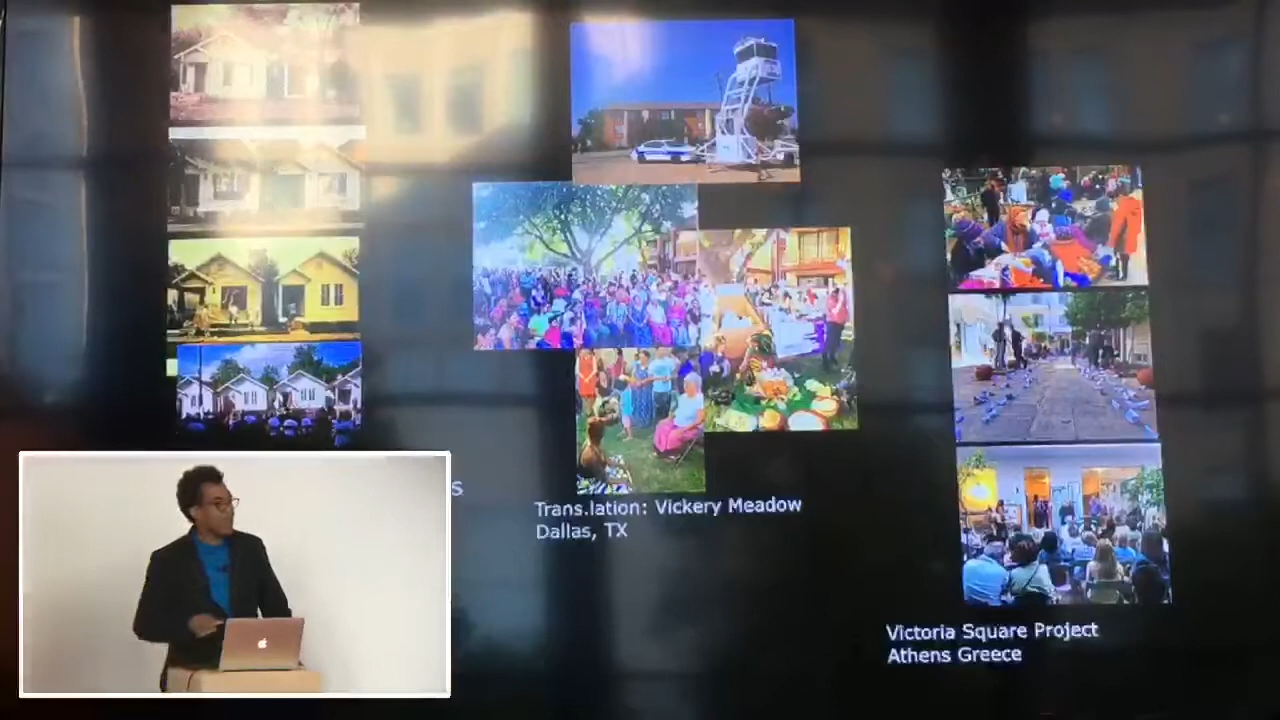 s
Trans.lation: Vickery Meadow
Dallas, TX
Victoria Square Project
Athens Greece